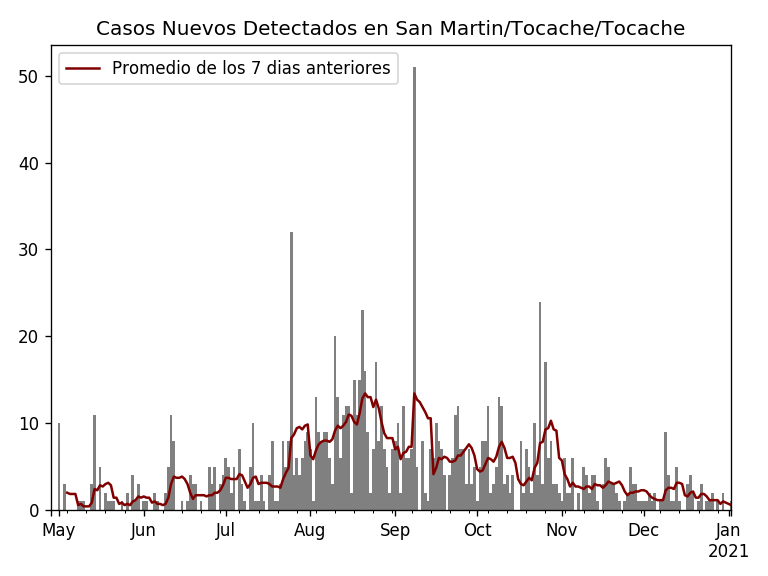 Casos Nuevos Detectados en San Martin/Tocache/Tocache
Promedio de los 7 dias anteriores
50
40
30
20
10
0
May Jun Jul Aug Sep Oct Nov Dec Jan
2021